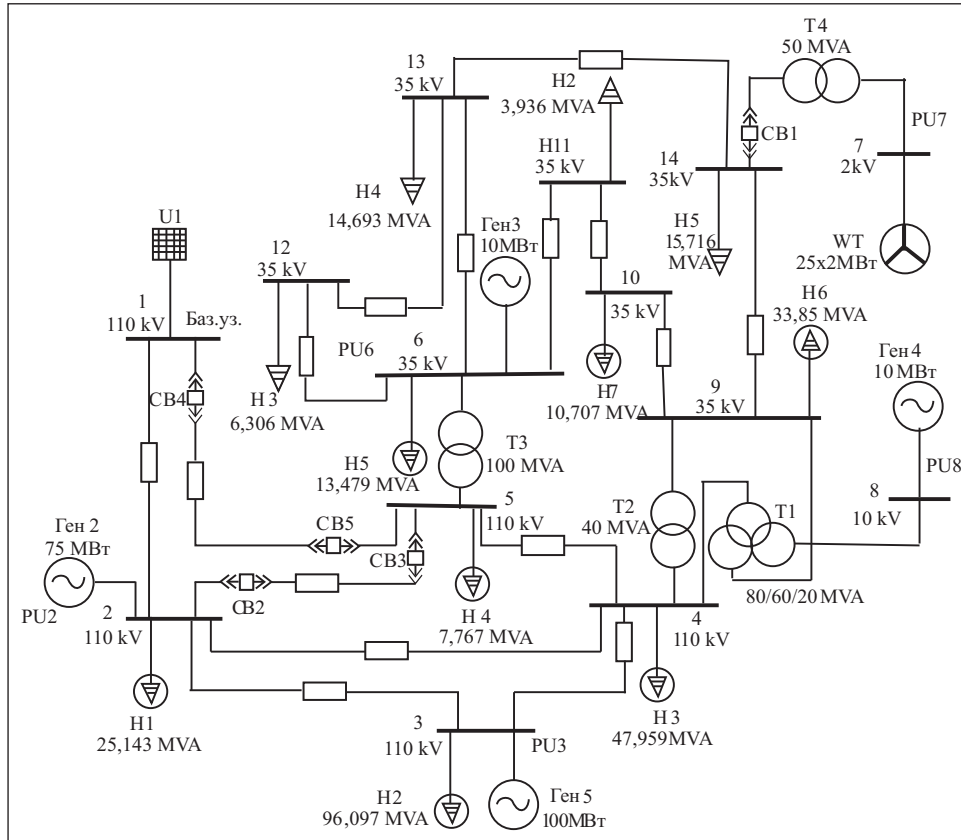 T4
50 MVA
13
35 kV
H2
3,936 MVA
PU7
CB1
7
2kV
H11
35 kV
14
35kV
H4
14,693 MVA
U1
Ген3
10МВт
H5
15,716
MVA
WT
25x2МВт
12
35 kV
10
35 kV
H6
33,85 MVA
1
110 kV
Баз.уз.
PU6
6
35 kV
Ген4
10 МВт
CB4
H3
6,306 MVA
H7
10,707 MVA
9
35 kV
T3
100 MVA
H5
13,479 MVA
PU8
8
10 kV
T2
40 MVA
T1
5
110 kV
CB5
CB3
Ген 2
75 МВт
CB2
80/60/20 MVA
PU2
2
110 kV
H 4
7,767 MVA
4
110 kV
H1
25,143 MVA
3
110 kV
PU3
H3
47,959MVA
H2
96,097 MVA
Ген 5
100МВт